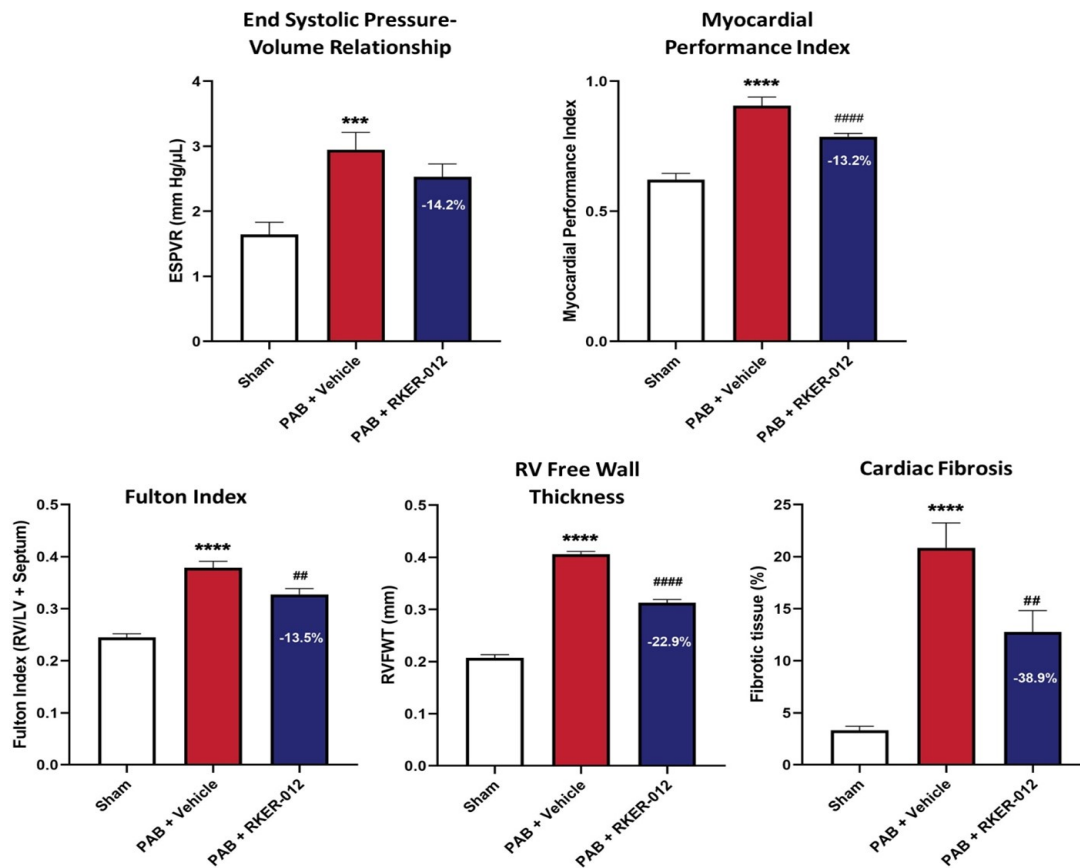 End Systolic Pressure-
Volume Relationship
ESPVR (mm Hg/µL)
4
3
2
1
0
***
-14.2%
Sham
PAB + Vehicle
PAB + RKER-012
Myocardial
Performance Index
Myocardial Performance Index
1.0
0.5
0.0
****
####
-13.2%
Sham
PAB + Vehicle
PAB + RKER-012
Fulton Index
Fulton Index (RV/LV + Septum)
0.5
0.4
0.3
0.2
0.1
0.0
****
##
-13.5%
Sham
PAB + Vehicle
PAB + RKER-012
RV Free Wall
Thickness
RVFWT (mm)
0.5
0.4
0.3
0.2
0.1
0.0
****
####
-22.9%
Sham
PAB + Vehicle
PAB + RKER-012
Cardiac Fibrosis
Fibrotic tissue (%)
25
20
15
10
5
0
****
##
-38.9%
Sham
PAB + Vehicle
PAB + RKER-012